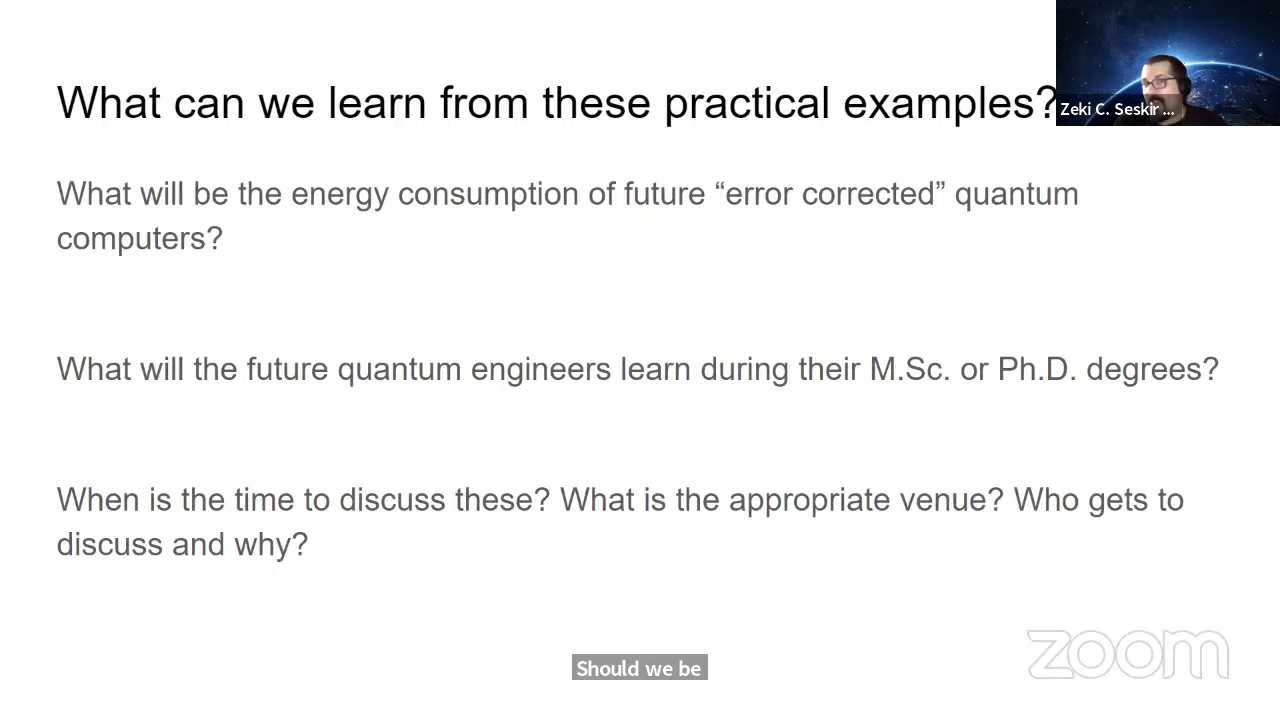 What can we learn from these practical examples?
Zeki C. Seskir ...
What will be the energy consumption of future “error corrected” quantum
computers?
What will the future quantum engineers learn during their M.Sc. or Ph.D. degrees?
When is the time to discuss these? What is the appropriate venue? Who gets to
discuss and why?
Should we be
zoom